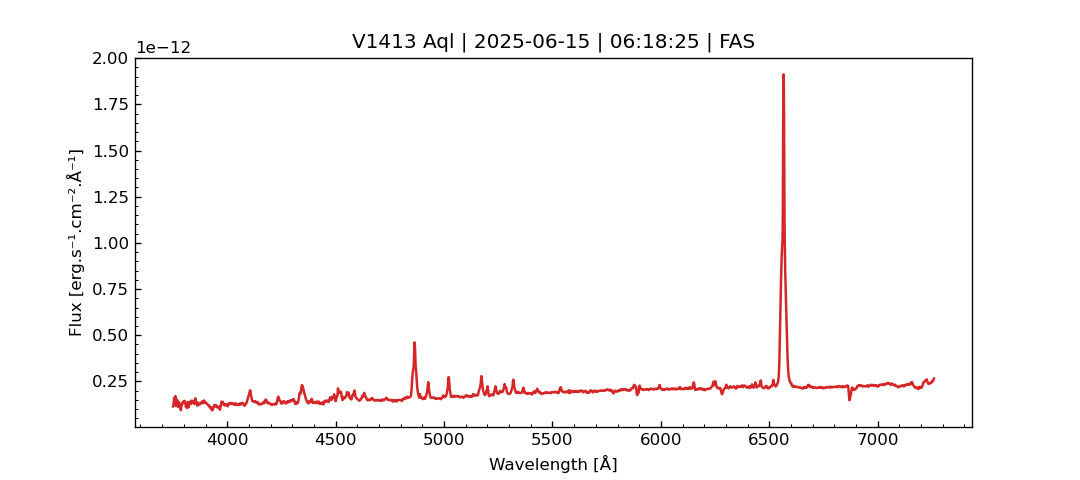 V1413 Aql | 2025-06-15 | 06:18:25 | FAS
1e−12
2.00
1.75
1.50
1.25
1.00
0.75
0.50
0.25
Flux [erg.s⁻¹.cm⁻².Å⁻¹]
4000 4500 5000 5500 6000 6500 7000
Wavelength [Å]